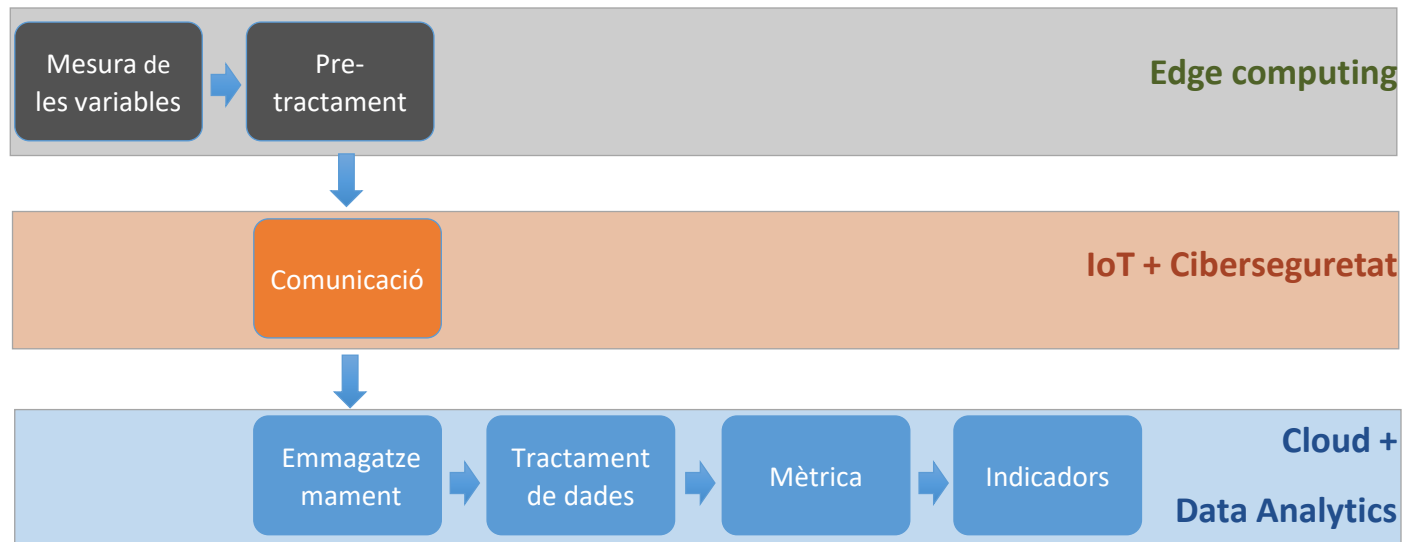 Mesura de
les variables
Pre-
tractament
Edge computing
Comunicació
IoT + Ciberseguretat
Emmagatze
mament
Tractament
de dades
Mètrica
Indicadors
Cloud +
Data Analytics